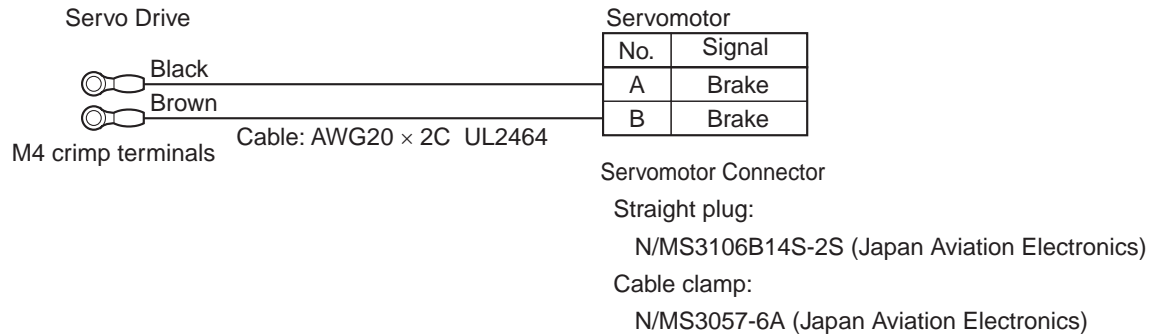 Servo Drive
Servomotor
No. Signal
Black
A Brake
Brown
B Brake
Cable: AWG20 × 2C UL2464
M4 crimp terminals
Servomotor Connector
Straight plug:
N/MS3106B14S-2S (Japan Aviation Electronics)
Cable clamp:
N/MS3057-6A (Japan Aviation Electronics)